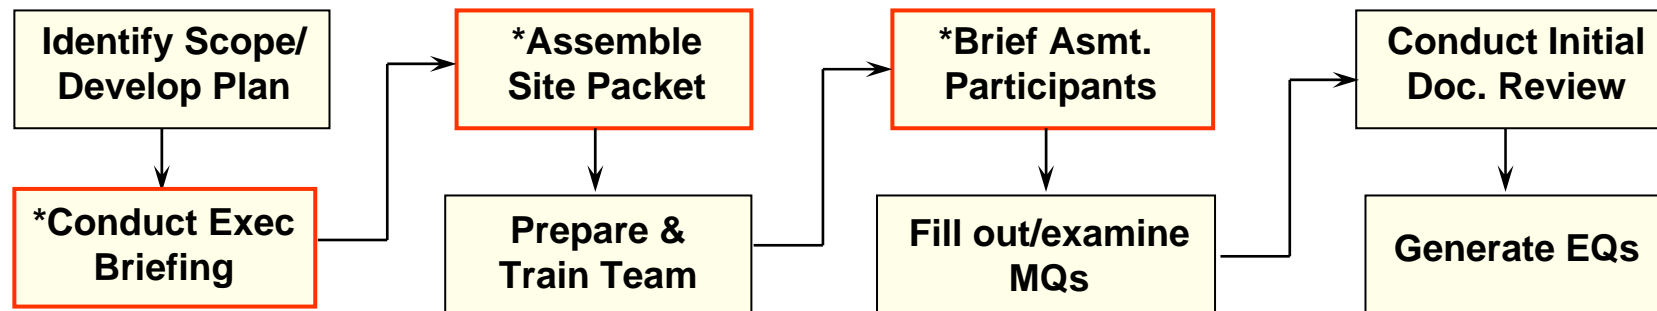 Identify Scope/
Develop Plan
*Conduct Exec
Briefing
*Assemble
Site Packet
Prepare &
Train Team
*Brief Asmt.
Participants
Fill out/examine
MQs
Conduct Initial
Doc. Review
Generate EQs